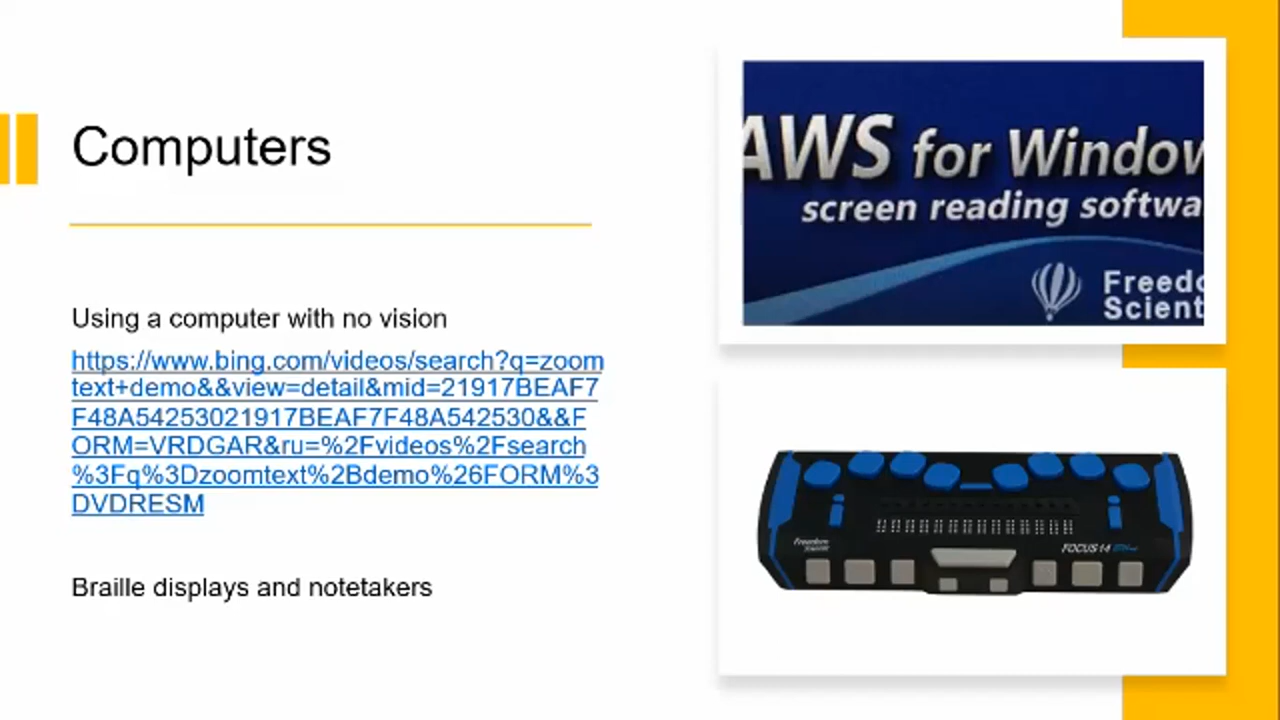 Computers
Using a computer with no vision
https://www.bing.com/videos/search?q=zoom
text+demo&&view=detail&mid=21917BEAF7
F48A54253021917BEAF7F48A542530&&F
ORM=VRDGAR&ru=%2Fvideos%2Fsearch
%3Fq%3Dzoomtext%2Bdemo%26FORM%3
DVDRESM
Braille displays and notetakers
AWS for Window
screen reading softwa
Freedo
Scient
Freedom
Scientific
FOCUS 14